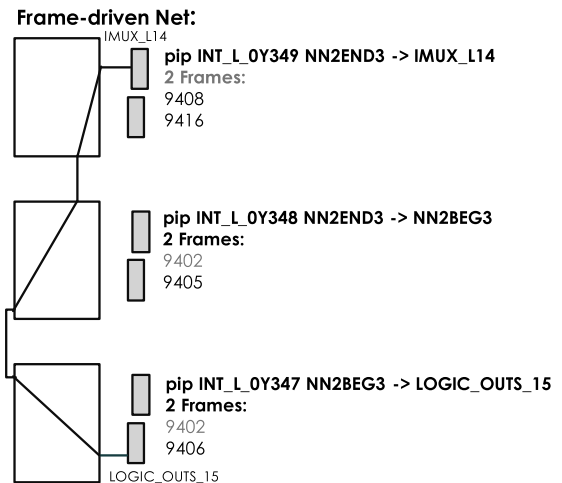 Frame-driven Net:
IMUX_L14
pip INT_L_0Y349 NN2END3 -> IMUX_L14
2 Frames:
9408
9416
pip INT_L_0Y348 NN2END3 -> NN2BEG3
2 Frames:
9402
9405
pip INT_L_0Y347 NN2BEG3 -> LOGIC_OUTS_15
2 Frames:
9402
9406
LOGIC_OUTS_15